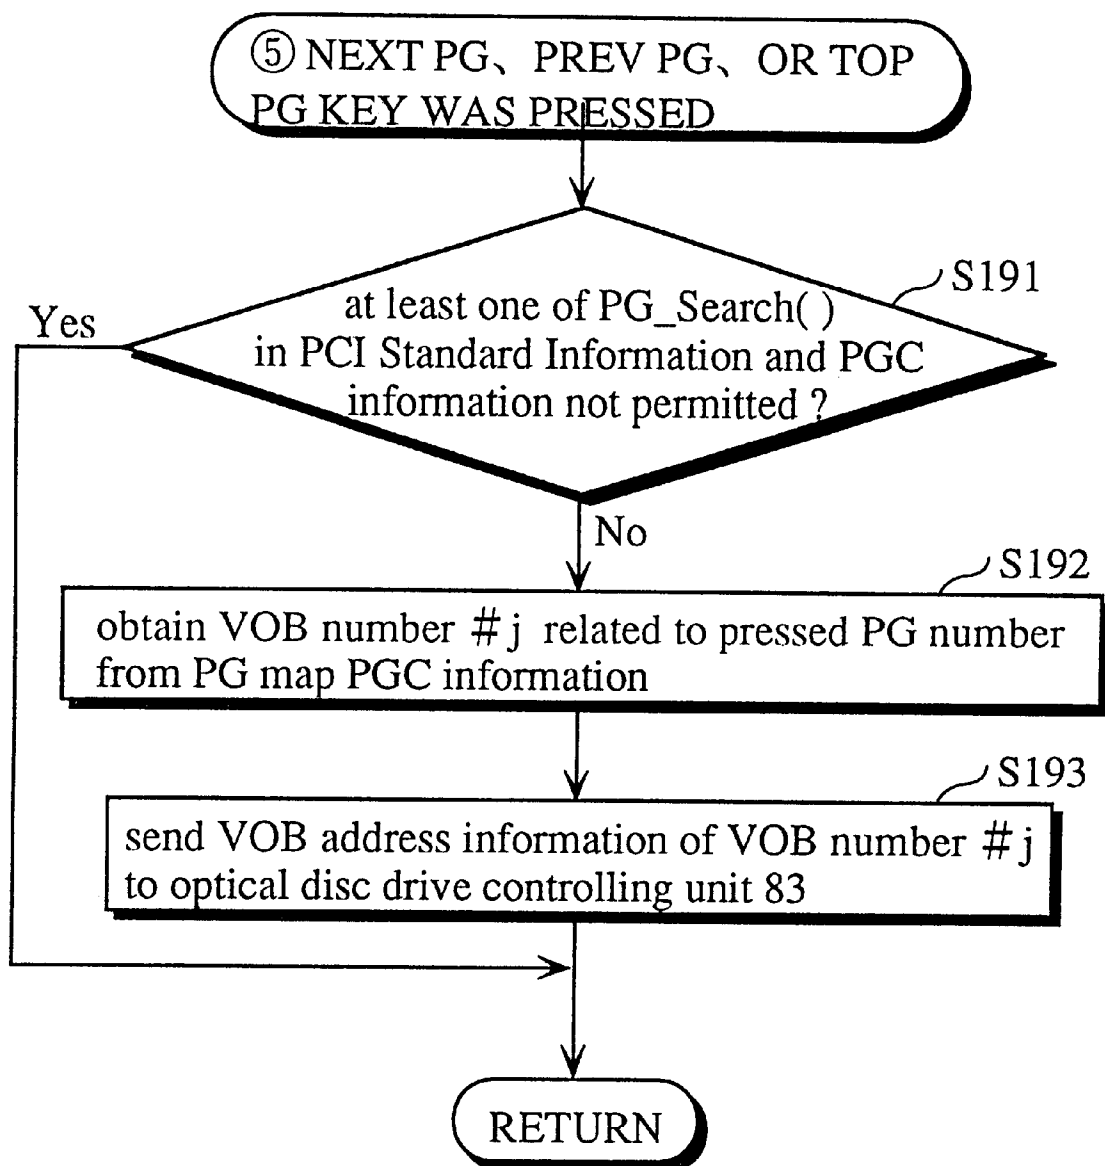 ⑤ NEXT PG、PREV PG、OR TOP
PG KEY WAS PRESSED
S191
Yes
at least one of PG_Search( )
in PCI Standard Information and PGC
information not permitted ?
No
S192
obtain VOB number #j related to pressed PG number
from PG map PGC information
S193
send VOB address information of VOB number #j
to optical disc drive controlling unit 83
RETURN